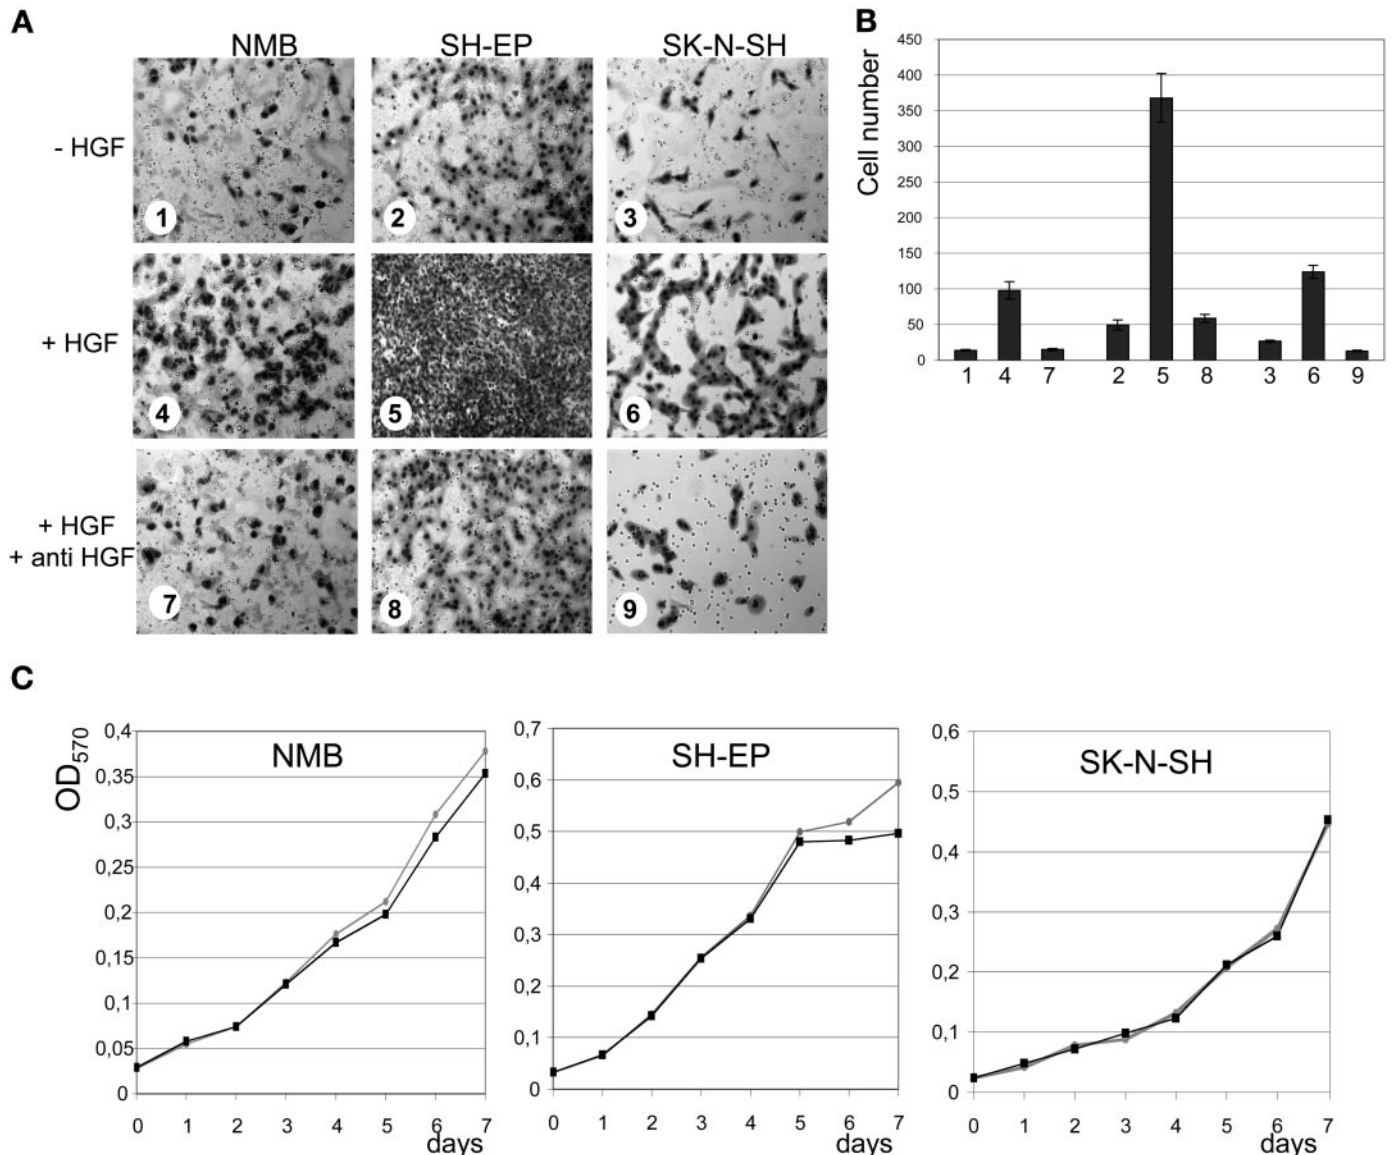 A
NMB SH-EP SK-N-SH
- HGF
1 2 3
+ HGF
4 5 6
+ HGF
+ anti HGF
7 8 9
B
Cell number
450
400
350
300
250
200
150
100
50
0
1 4 7 2 5 8 3 6 9
C
OD570
NMB
0,4
0,35
0,3
0,25
0,2
0,15
0,1
0,05
0
0 1 2 3 4 5 6 7
days
SH-EP
0,7
0,6
0,5
0,4
0,3
0,2
0,1
0
0 1 2 3 4 5 6 7
days
SK-N-SH
0,6
0,5
0,4
0,3
0,2
0,1
0
0 1 2 3 4 5 6 7
days